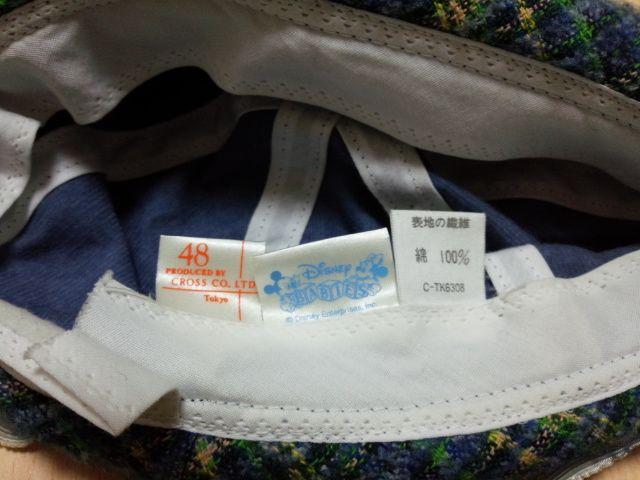 48
PRODUCED BY
CROSS CO. LTD
Tokyo
Disney
BABIES
© Disney Enterprises, Inc.
表地の繊維
綿 100%
C-TK6308